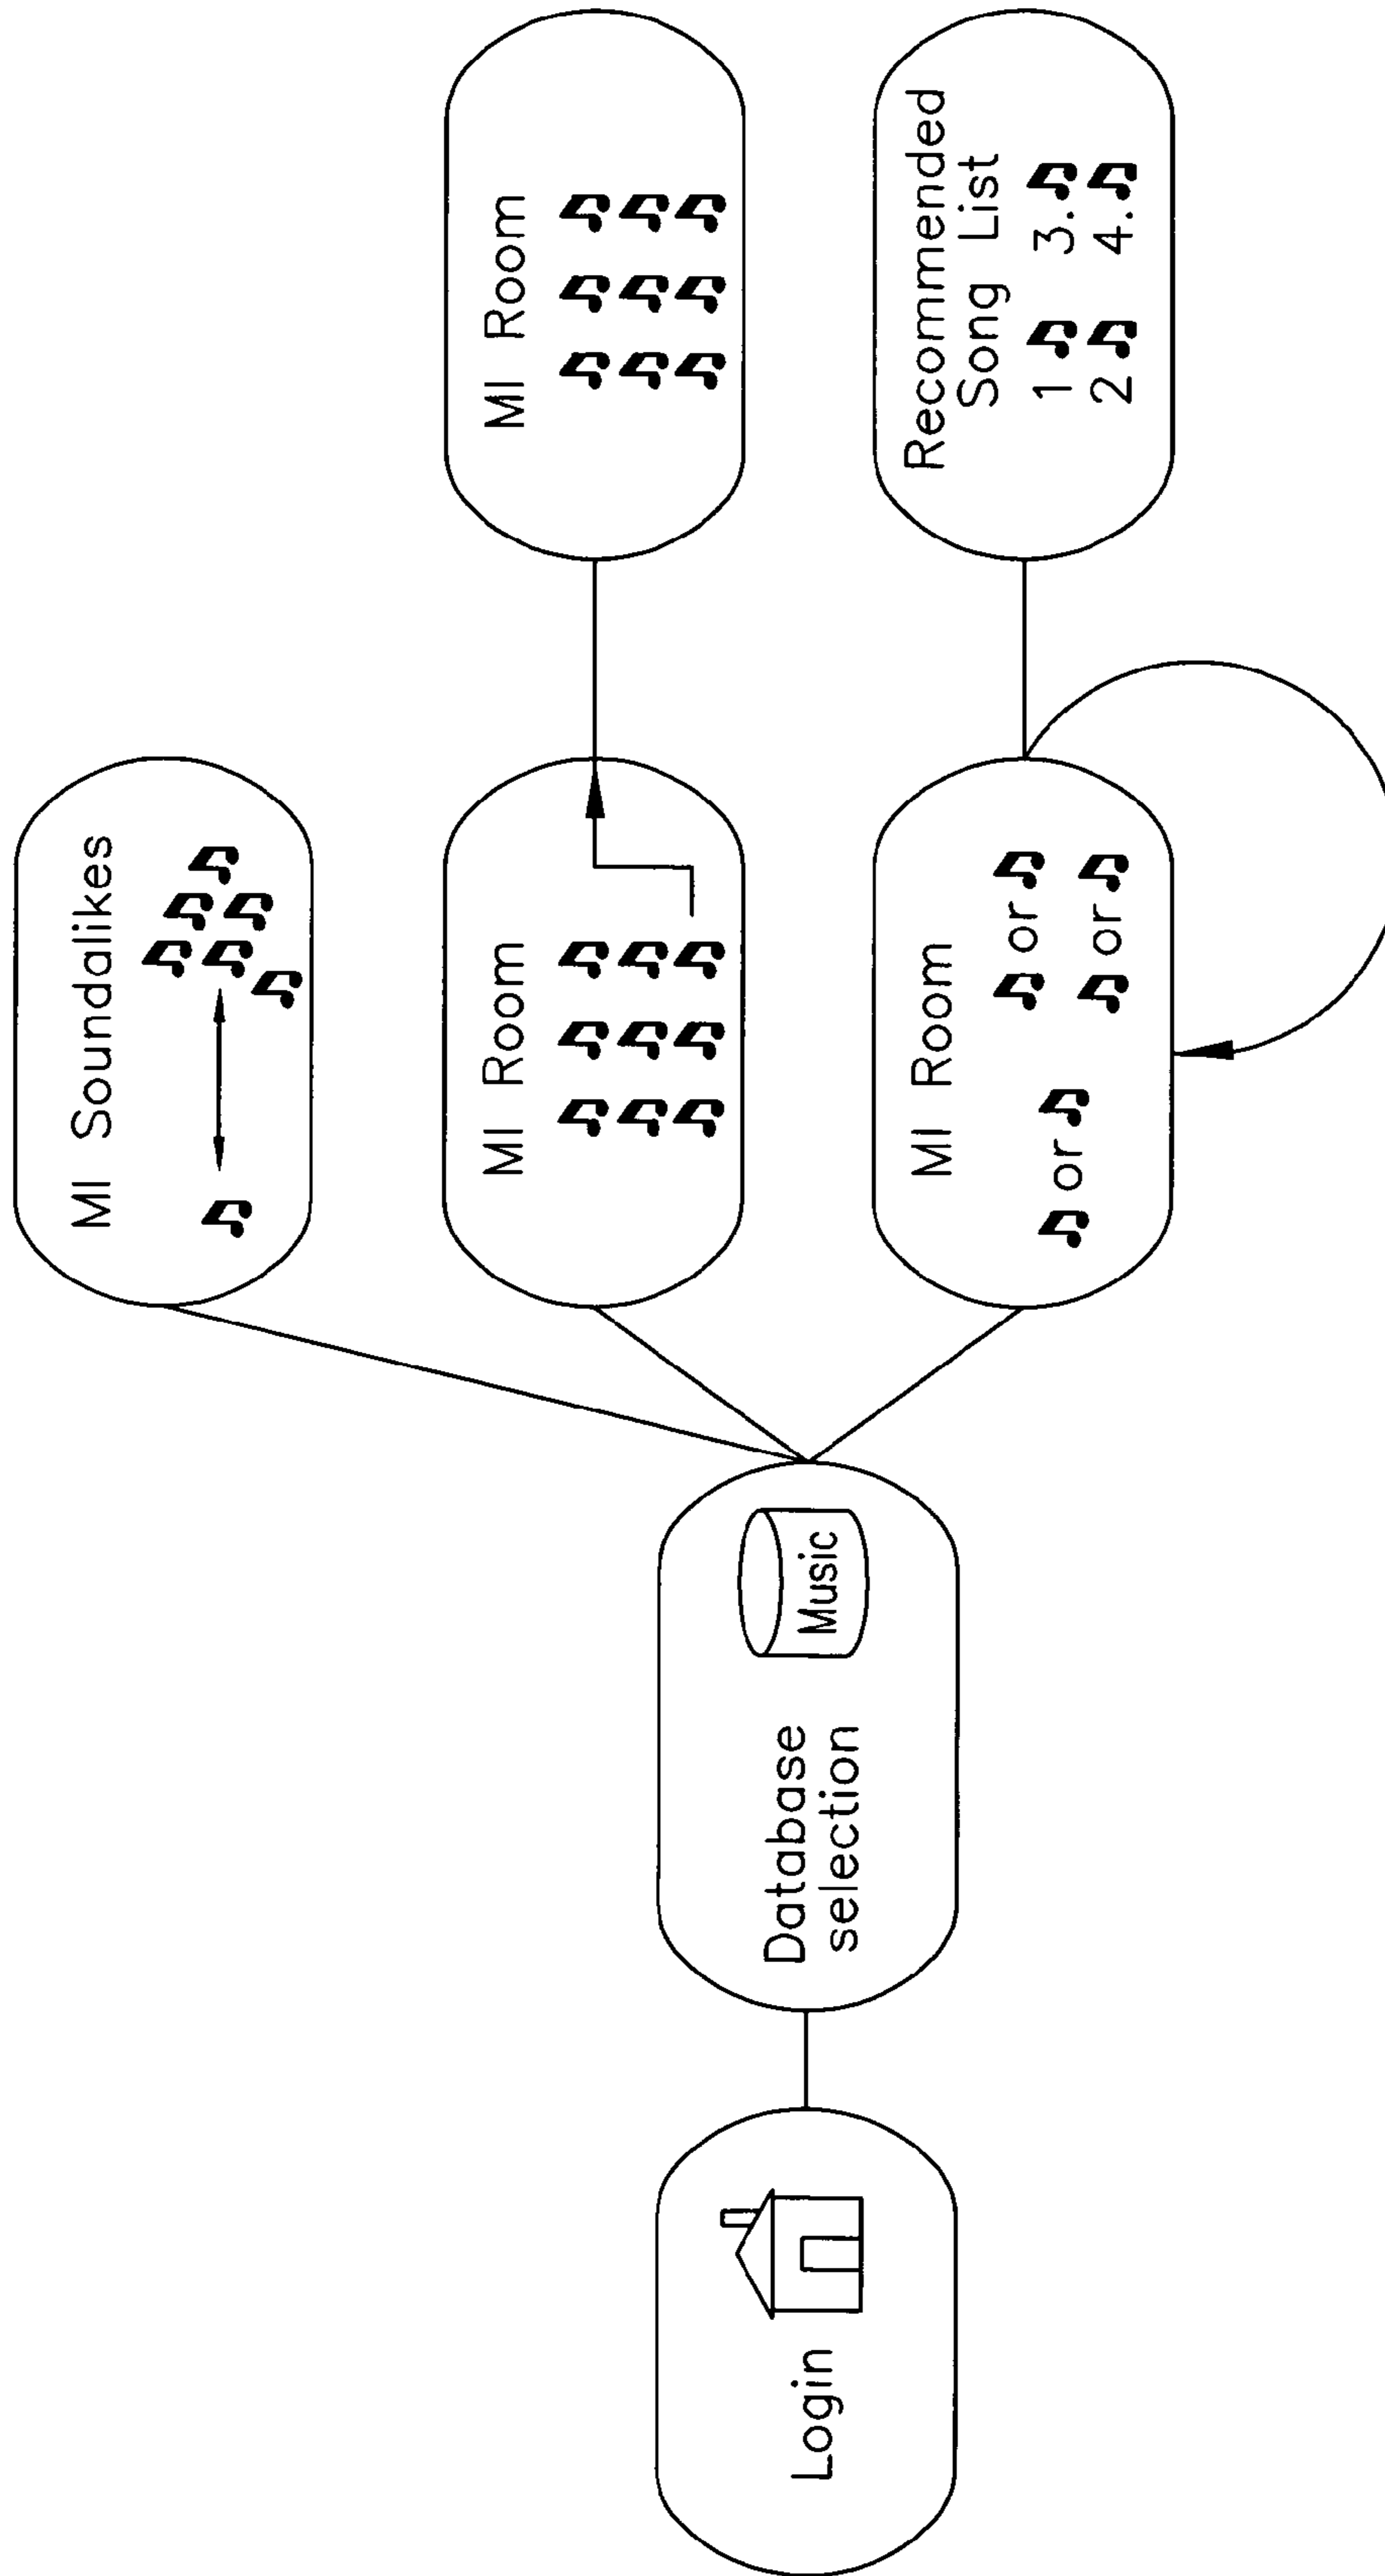 Login
Database
selection
Music
MI Soundalikes
MI Room
MI Room
MI Room
or
or
or
Recommended
Song List
1 3.
2 4.